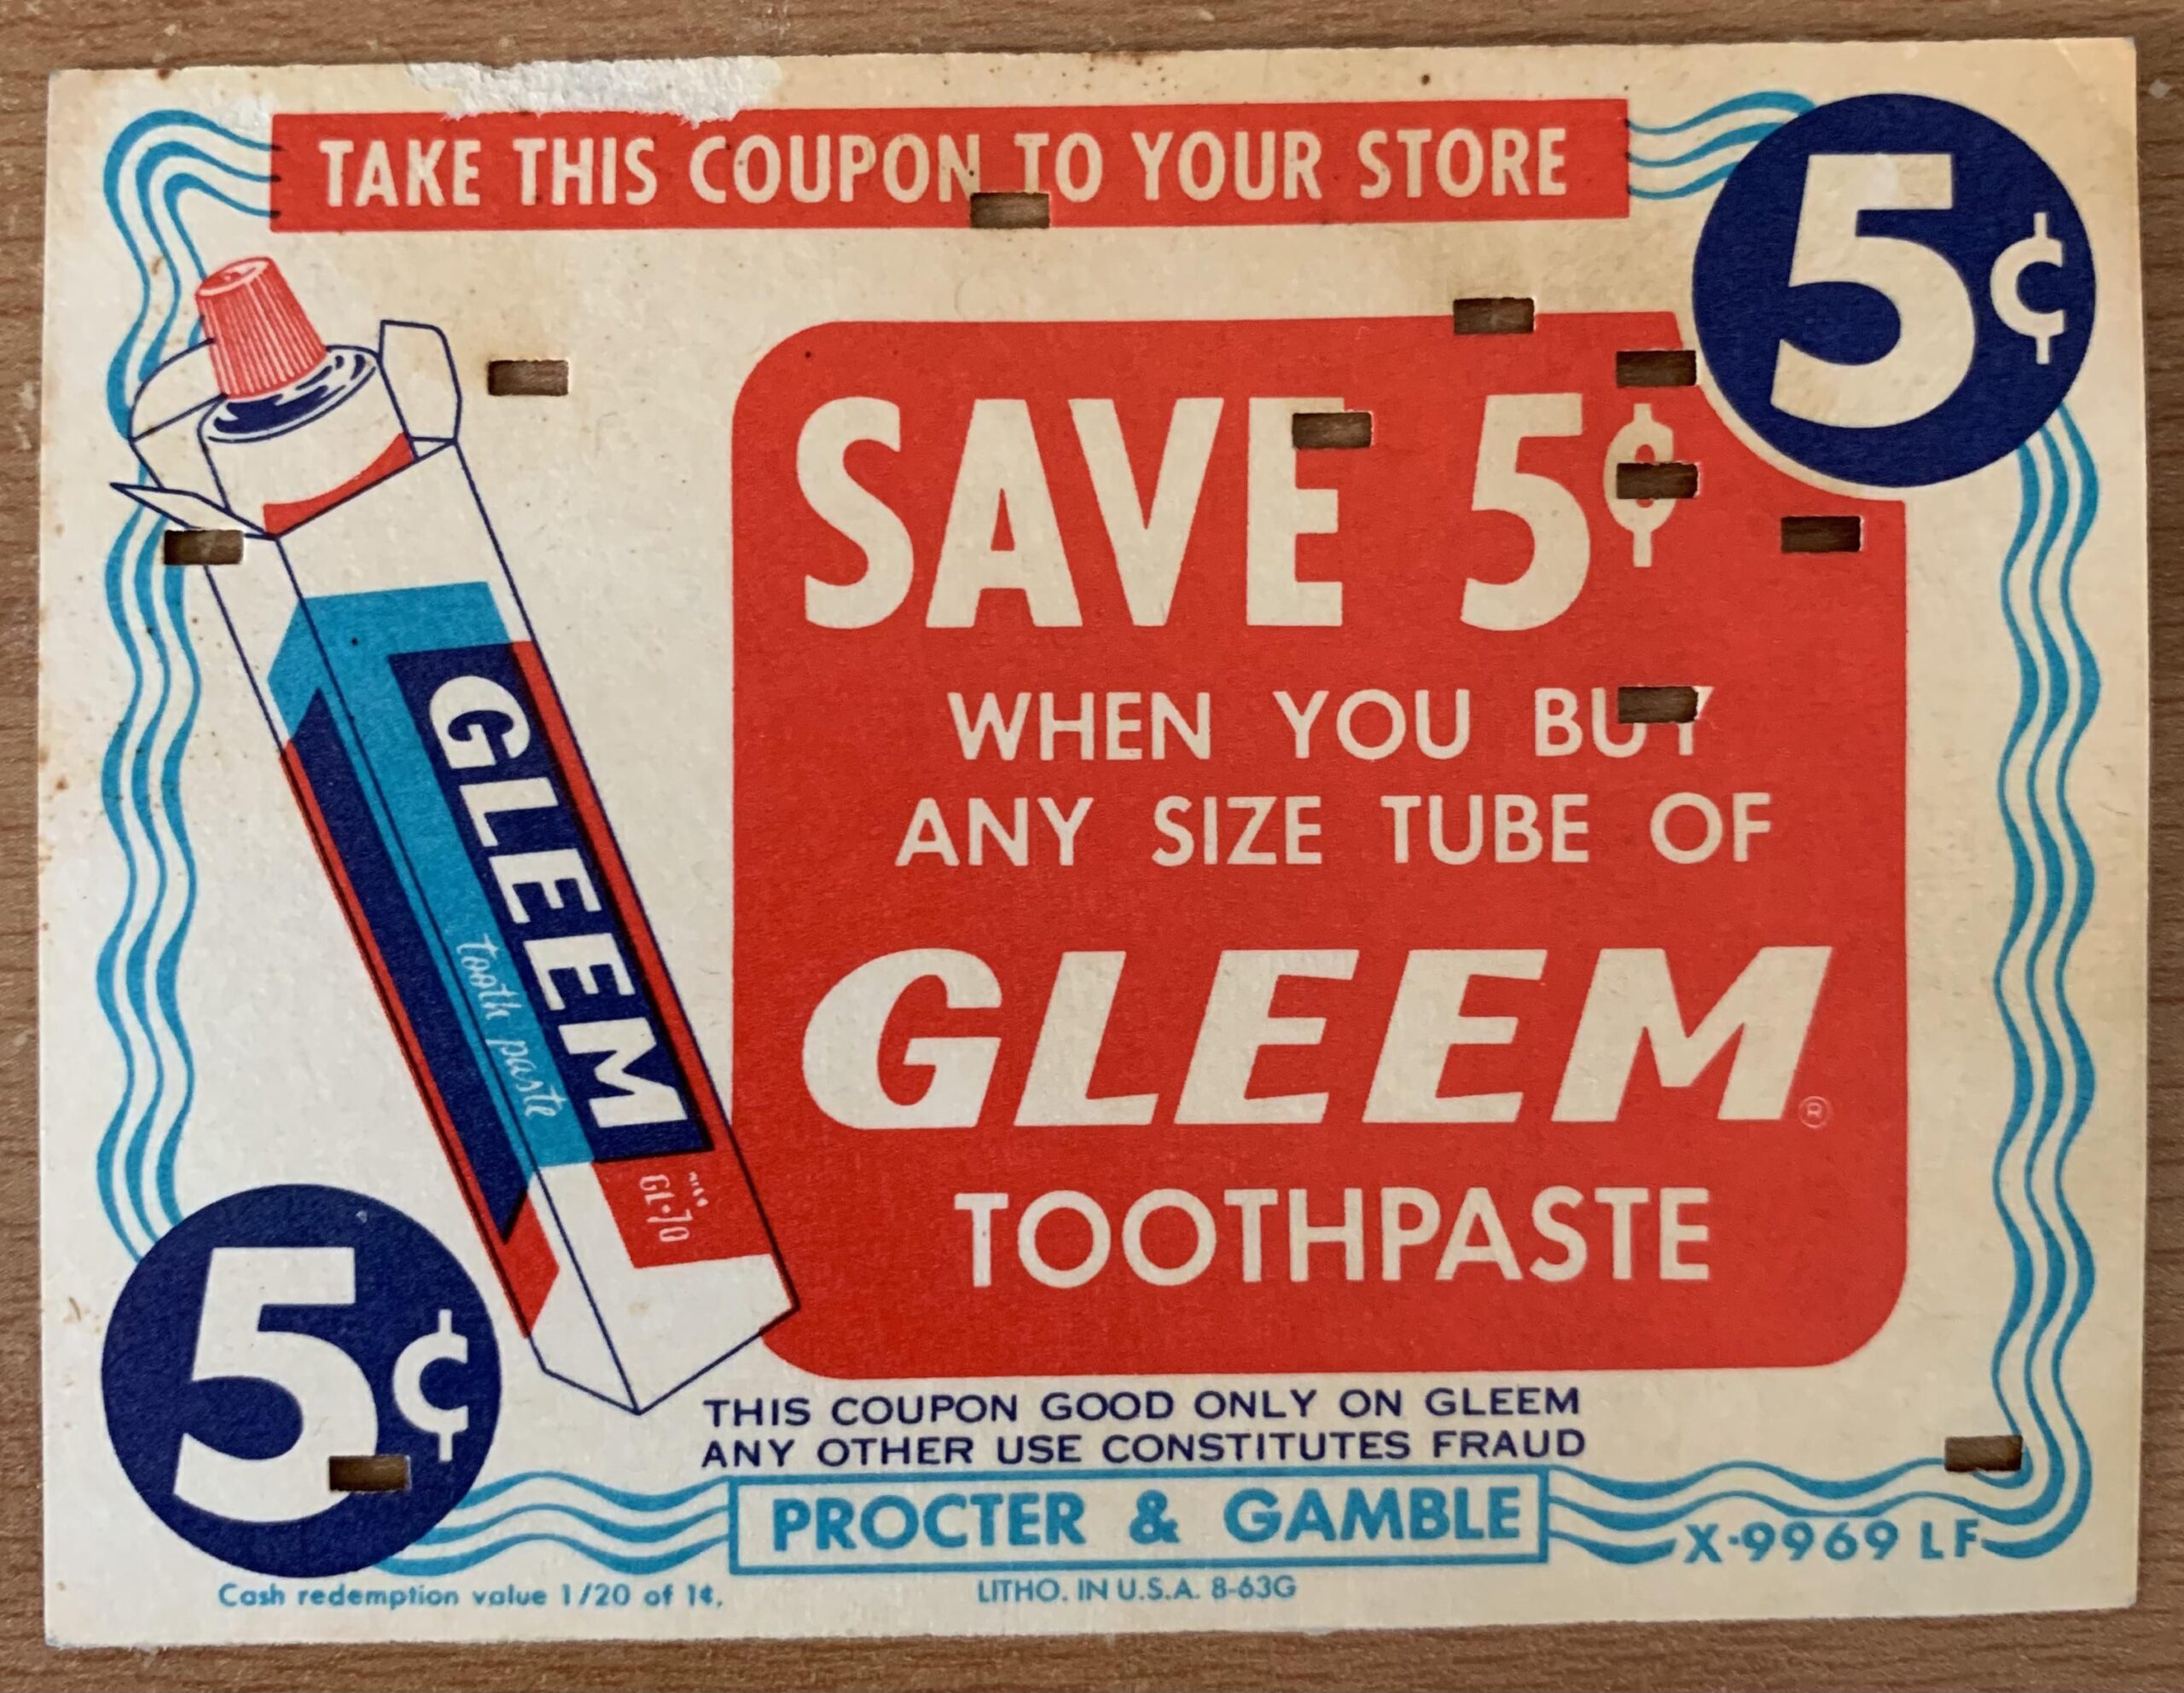 TAKE THIS COUPON TO YOUR STORE
5¢
SAVE 5¢
WHEN YOU BUY
ANY SIZE TUBE OF
GLEEM®
TOOTHPASTE
GLEEM
tooth paste
GL·70
5¢
THIS COUPON GOOD ONLY ON GLEEM
ANY OTHER USE CONSTITUTES FRAUD
PROCTER & GAMBLE
X-9969 LF
Cash redemption value 1/20 of 1¢.
LITHO. IN U.S.A. 8-63G